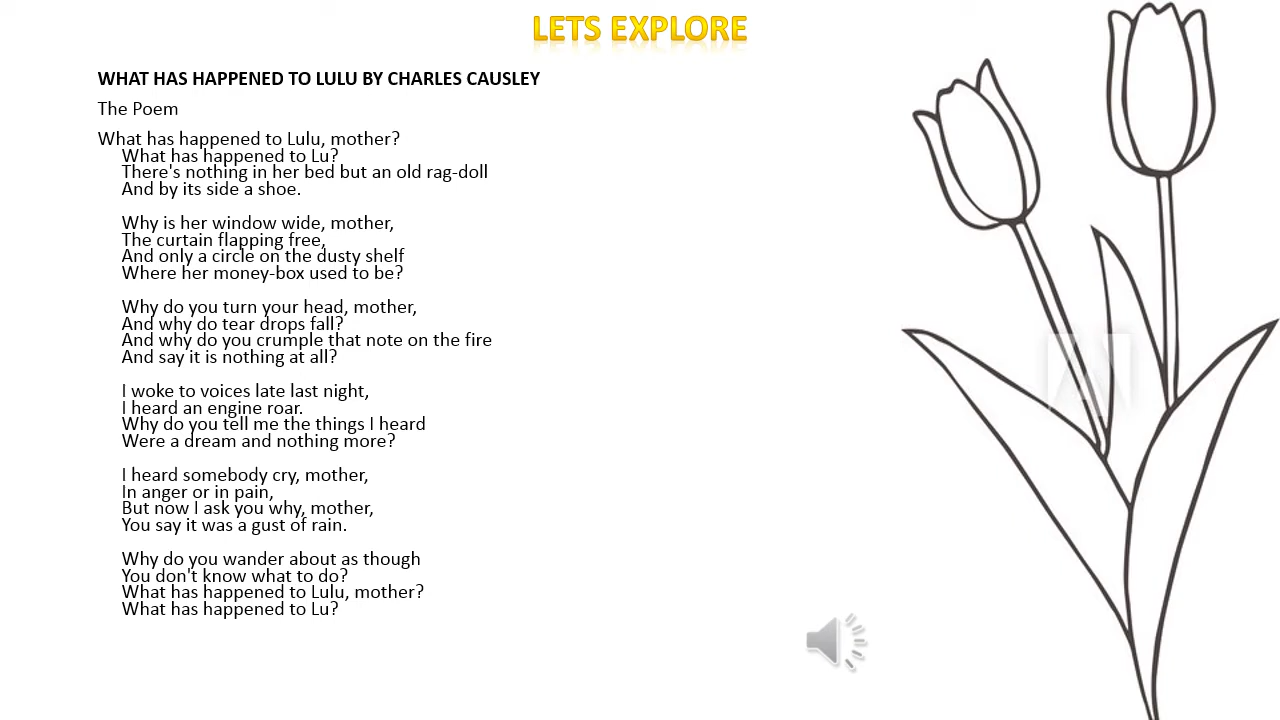 LETS EXPLORE
WHAT HAS HAPPENED TO LULU BY CHARLES CAUSLEY
The Poem
What has happened to Lulu, mother?
What has happened to Lu?
There's nothing in her bed but an old rag-doll
And by its side a shoe.
Why is her window wide, mother,
The curtain flapping free,
And only a circle on the dusty shelf
Where her money-box used to be?
Why do you turn your head, mother,
And why do tear drops fall?
And why do you crumple that note on the fire
And say it is nothing at all?
I woke to voices late last night,
I heard an engine roar.
Why do you tell me the things I heard
Were a dream and nothing more?
I heard somebody cry, mother,
In anger or in pain,
But now I ask you why, mother,
You say it was a gust of rain.
Why do you wander about as though
You don't know what to do?
What has happened to Lulu, mother?
What has happened to Lu?